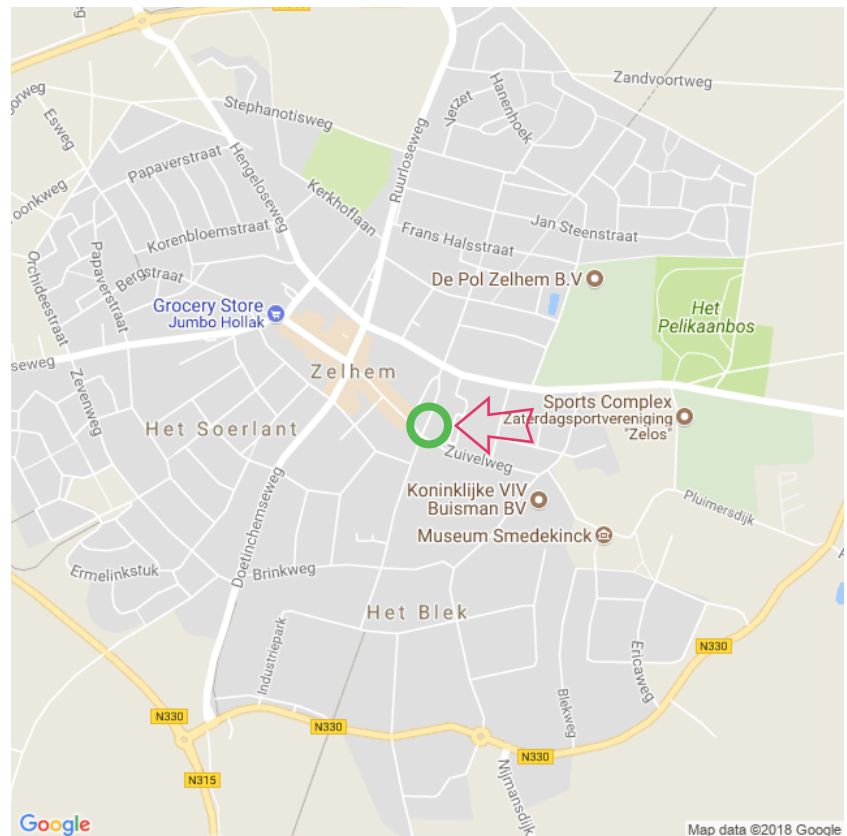 N315
Zandvoortweg
Hanenhoek
Verzet
Stephanotisweg
Esweg
Papaverstraat
Hengeloseweg
Ruurloseweg
Kerkhoflaan
Jan Steenstraat
Korenbloemstraat
Frans Halsstraat
Papaverstraat
Orchideestraat
Bergstraat
De Pol Zelhem B.V
Het
Pelikaanbos
Grocery Store
Jumbo Hollak
seweg
Zelhem
Zevenweg
Sports Complex
Zaterdagsportvereniging
"Zelos"
Het Soerlant
Zuivelweg
Koninklijke VIV
Buisman BV
Pluimersdijk
Museum Smedekinck
Doetinchemseweg
Ermelinkstuk
Brinkweg
Het Blek
Industriepark
Ericaweg
N330
Blekweg
N330
N330
N330
N315
Nijmansdijk
Google
Map data ©2018 Google